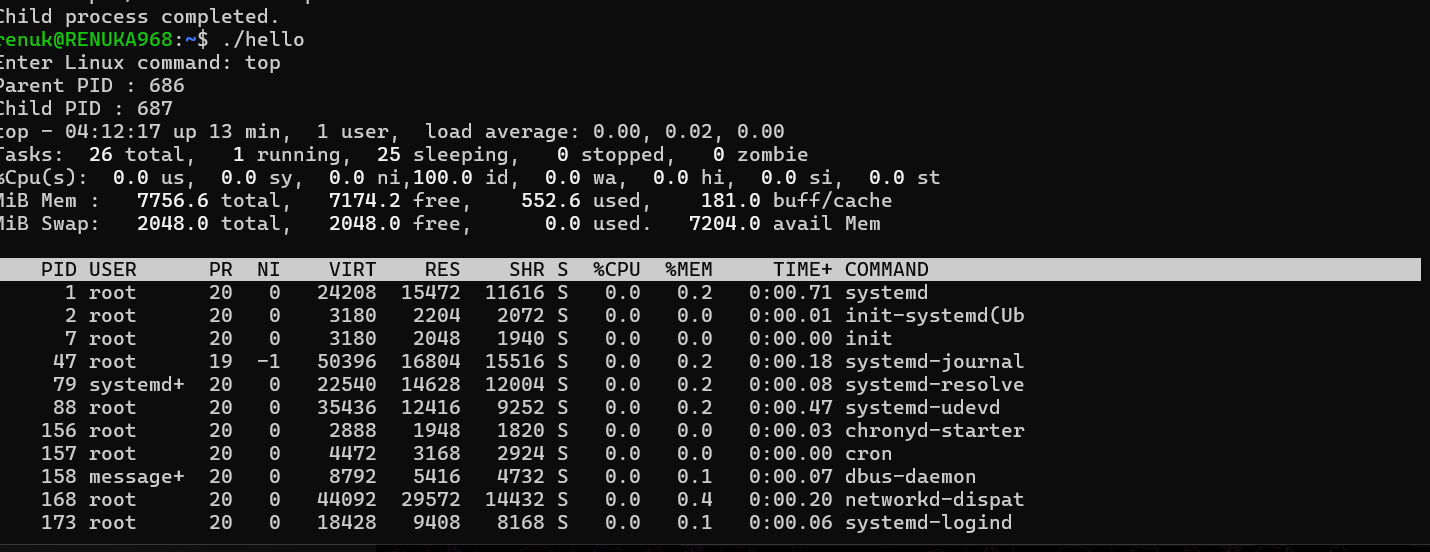 Child process completed.
renuk@RENUKA968:~$ ./hello
Enter Linux command: top
Parent PID : 686
Child PID : 687
top - 04:12:17 up 13 min,  1 user,  load average: 0.00, 0.02, 0.00
Tasks:  26 total,   1 running,  25 sleeping,   0 stopped,   0 zombie
%Cpu(s):  0.0 us,  0.0 sy,  0.0 ni,100.0 id,  0.0 wa,  0.0 hi,  0.0 si,  0.0 st
MiB Mem :   7756.6 total,   7174.2 free,    552.6 used,    181.0 buff/cache
MiB Swap:   2048.0 total,   2048.0 free,      0.0 used.   7204.0 avail Mem
PID USER      PR  NI    VIRT    RES    SHR S  %CPU  %MEM     TIME+ COMMAND
1 root      20   0   24208  15472  11616 S   0.0   0.2   0:00.71 systemd
2 root      20   0    3180   2204   2072 S   0.0   0.0   0:00.01 init-systemd(Ub
7 root      20   0    3180   2048   1940 S   0.0   0.0   0:00.00 init
47 root      19  -1   50396  16804  15516 S   0.0   0.2   0:00.18 systemd-journal
79 systemd+  20   0   22540  14628  12004 S   0.0   0.2   0:00.08 systemd-resolve
88 root      20   0   35436  12416   9252 S   0.0   0.2   0:00.47 systemd-udevd
156 root      20   0    2888   1948   1820 S   0.0   0.0   0:00.03 chronyd-starter
157 root      20   0    4472   3168   2924 S   0.0   0.0   0:00.00 cron
158 message+  20   0    8792   5416   4732 S   0.0   0.1   0:00.07 dbus-daemon
168 root      20   0   44092  29572  14432 S   0.0   0.4   0:00.20 networkd-dispat
173 root      20   0   18428   9408   8168 S   0.0   0.1   0:00.06 systemd-logind